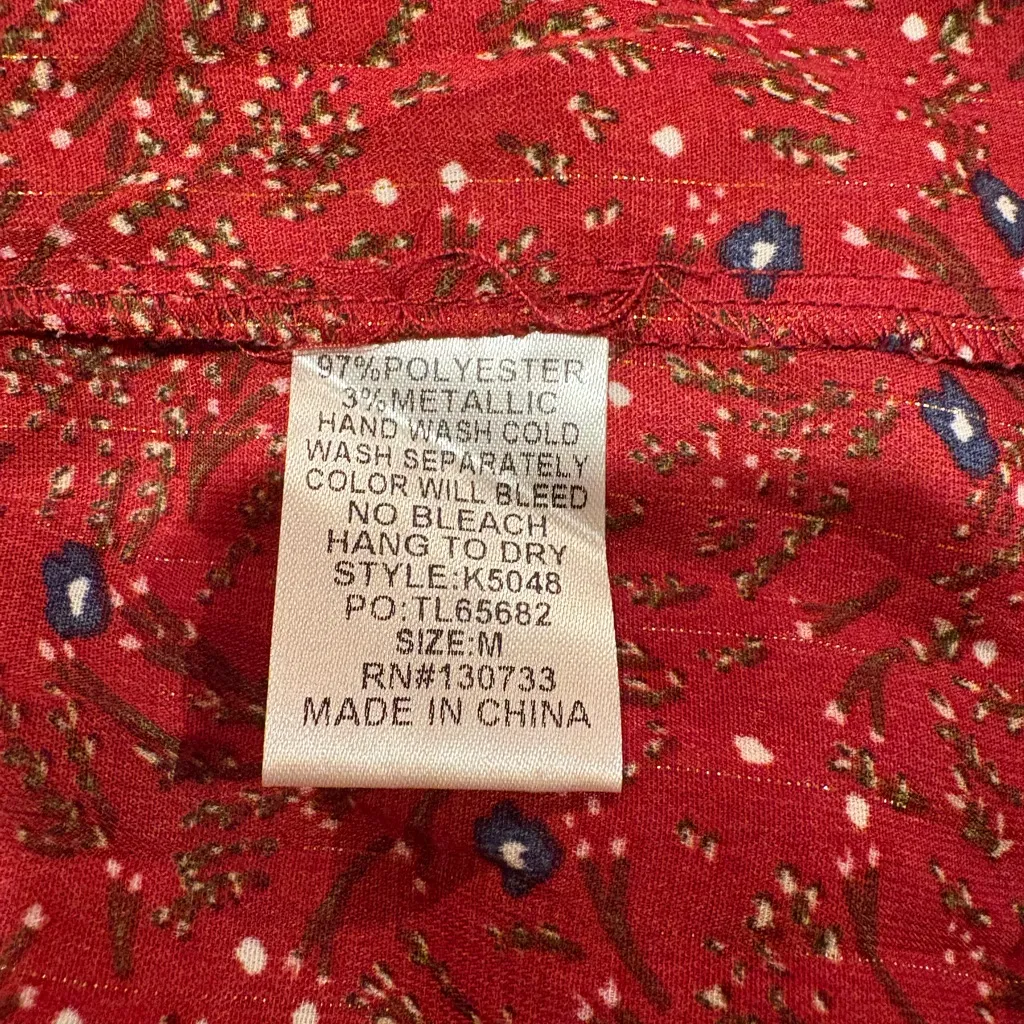 97%POLYESTER
3%METALLIC
HAND WASH COLD
WASH SEPARATELY
COLOR WILL BLEED
NO BLEACH
HANG TO DRY
STYLE:K5048
PO:TL65682
SIZE:M
RN#130733
MADE IN CHINA